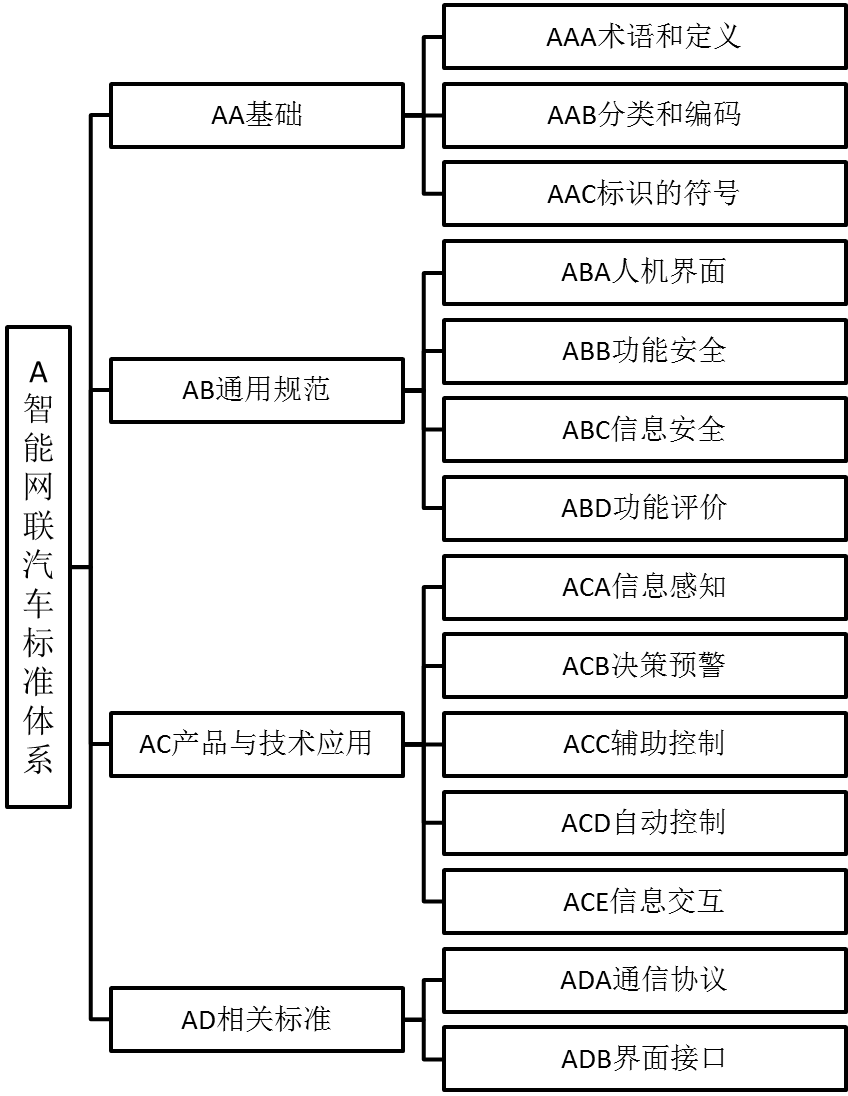 A智能网联汽车标准体系
AA基础
AAA术语和定义
AAB分类和编码
AAC标识的符号
AB通用规范
ABA人机界面
ABB功能安全
ABC信息安全
ABD功能评价
AC产品与技术应用
ACA信息感知
ACB决策预警
ACC辅助控制
ACD自动控制
ACE信息交互
AD相关标准
ADA通信协议
ADB界面接口